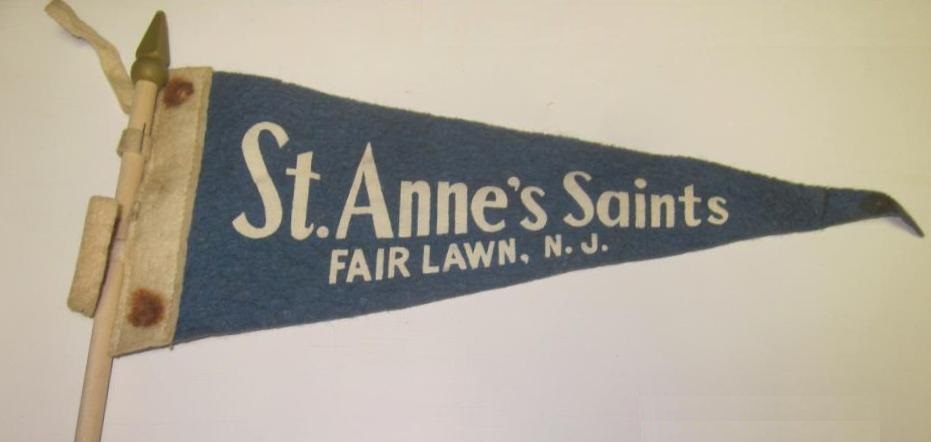 St. Anne's Saints
FAIR LAWN, N. J.